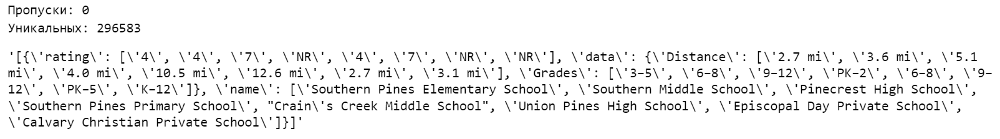 Пропуски: 0
Уникальных: 296583
'[{\'rating\': [\'4\', \'4\', \'7\', \'NR\', \'4\', \'7\', \'NR\', \'NR\'], \'data\': {\'Distance\': [\'2.7 mi\', \'3.6 mi\', \'5.1
mi\', \'4.0 mi\', \'10.5 mi\', \'12.6 mi\', \'2.7 mi\', \'3.1 mi\'], \'Grades\': [\'3–5\', \'6–8\', \'9–12\', \'PK–2\', \'6–8\', \'9–
12\', \'PK–5\', \'K–12\']}, \'name\': [\'Southern Pines Elementary School\', \'Southern Middle School\', \'Pinecrest High School\',
\'Southern Pines Primary School\', "Crain\'s Creek Middle School", \'Union Pines High School\', \'Episcopal Day Private School\',
\'Calvary Christian Private School\']}]'